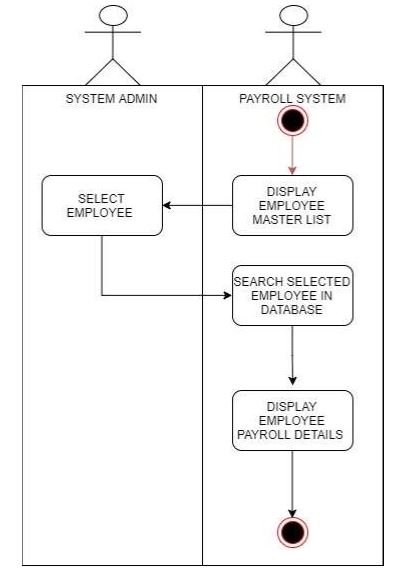 SYSTEM ADMIN
PAYROLL SYSTEM
SELECT
EMPLOYEE
DISPLAY
EMPLOYEE
MASTER LIST
SEARCH SELECTED
EMPLOYEE IN
DATABASE
DISPLAY
EMPLOYEE
PAYROLL DETAILS